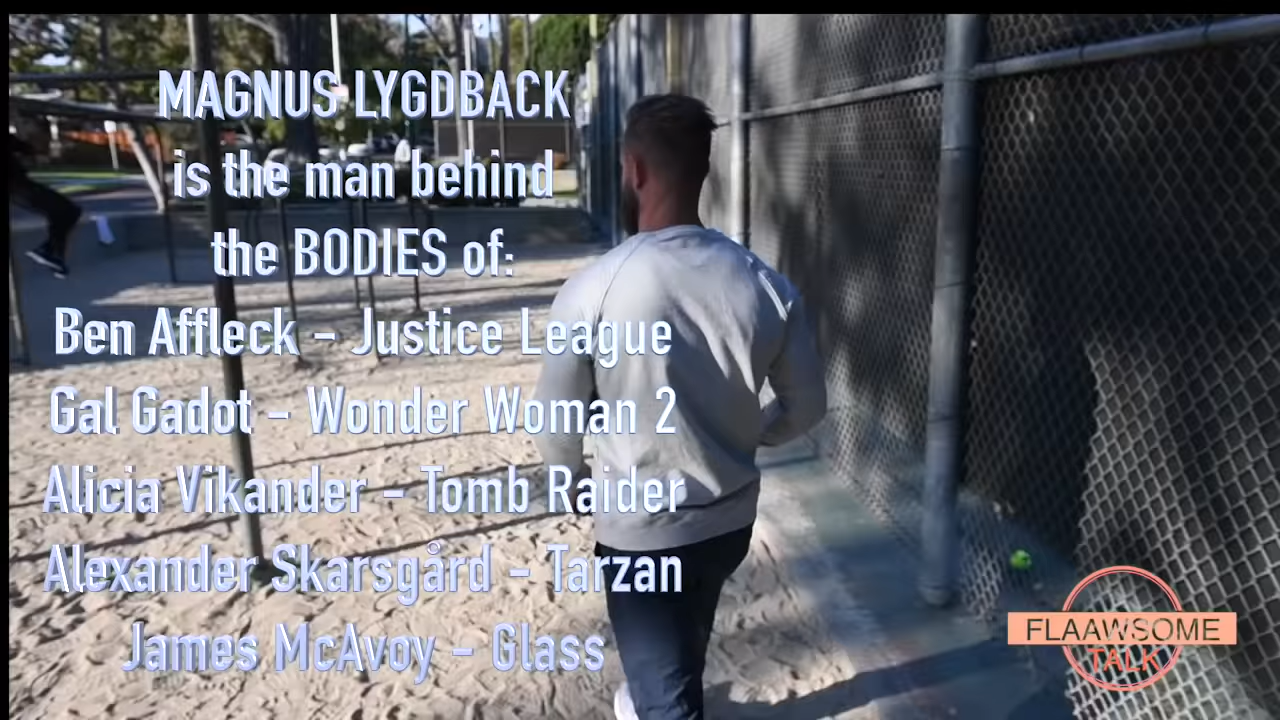 MAGNUS LYGDBACK
is the man behind
the BODIES of:
Ben Affleck – Justice League
Gal Gadot – Wonder Woman 2
Alicia Vikander – Tomb Raider
Alexander Skarsgård – Tarzan
James McAvoy – Glass
FLAAWSOME
TALK